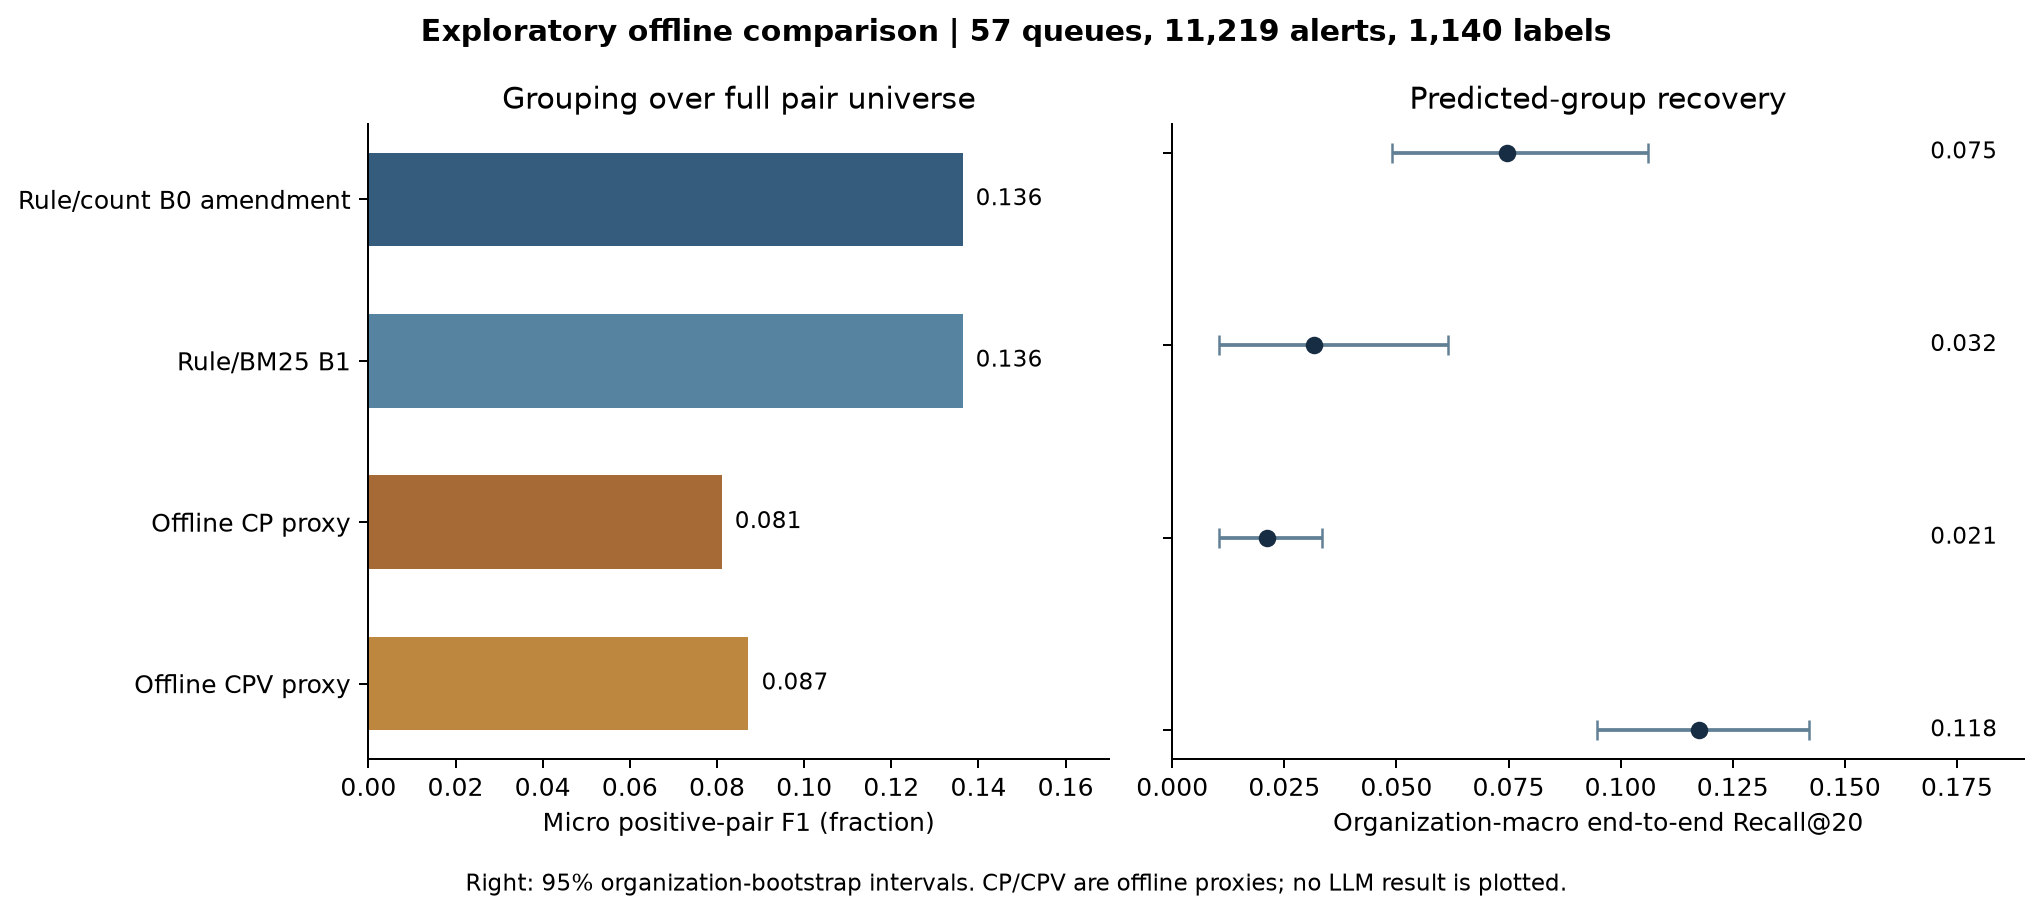 Exploratory offline comparison | 57 queues, 11,219 alerts, 1,140 labels
Grouping over full pair universe
Rule/count B0 amendment
0.136
Rule/BM25 B1
0.136
Offline CP proxy
0.081
Offline CPV proxy
0.087
0.00 0.02 0.04 0.06 0.08 0.10 0.12 0.14 0.16
Micro positive-pair F1 (fraction)
Predicted-group recovery
0.075
0.032
0.021
0.118
0.000 0.025 0.050 0.075 0.100 0.125 0.150 0.175
Organization-macro end-to-end Recall@20
Right: 95% organization-bootstrap intervals. CP/CPV are offline proxies; no LLM result is plotted.